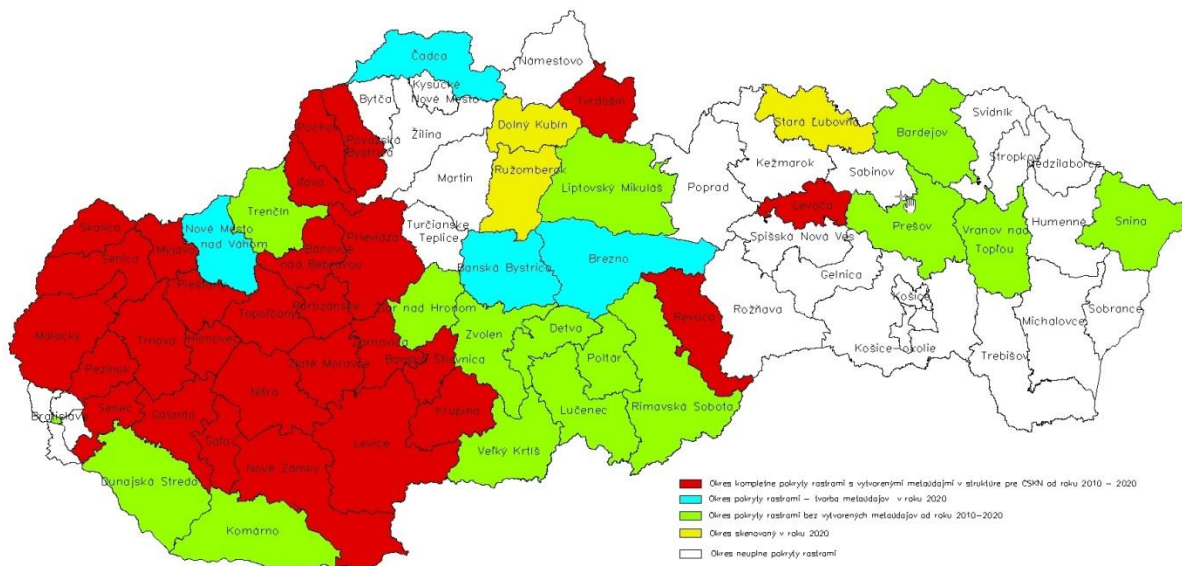 Čadca
Námestovo
Kysucké
Nové Mesto
Bytča
Tvrdošín
Púchov
Považská
Bystrica
Žilina
Dolný Kubín
Stará Ľubovňa
Bardejov
Svidník
Stropkov
Medzilaborce
Ilava
Martin
Ružomberok
Liptovský Mikuláš
Poprad
Kežmarok
Sabinov
Trenčín
Turčianske
Teplice
Levoča
Prešov
Vranov nad
Topľou
Humenné
Snina
Skalica
Senica
Myjava
Nové Mesto
nad Váhom
Bánovce
nad Bebravou
Prievidza
Banská Bystrica
Brezno
Spišská Nová Ves
Gelnica
Piešťany
Topoľčany
Partizánske
Žiar nad Hronom
Zvolen
Detva
Revúca
Rožňava
Košice
Michalovce
Sobrance
Malacky
Trnava
Hlohovec
Zlaté Moravce
Žarnovica
Banská Štiavnica
Poltár
Košice-okolie
Trebišov
Pezinok
Nitra
Krupina
Lučenec
Rimavská Sobota
Bratislava
Senec
Galanta
Šaľa
Levice
Veľký Krtíš
Nové Zámky
Dunajská Streda
Komárno
Okres kompletne pokrytý rastrami s vytvorenými metaúdajmi v štruktúre pre ČSKN od roku 2010 - 2020
Okres pokrytý rastrami - tvorba metaúdajov v roku 2020
Okres pokrytý rastrami bez vytvorených metaúdajov od roku 2010-2020
Okres skenovaný v roku 2020
Okres neúplne pokrytý rastrami